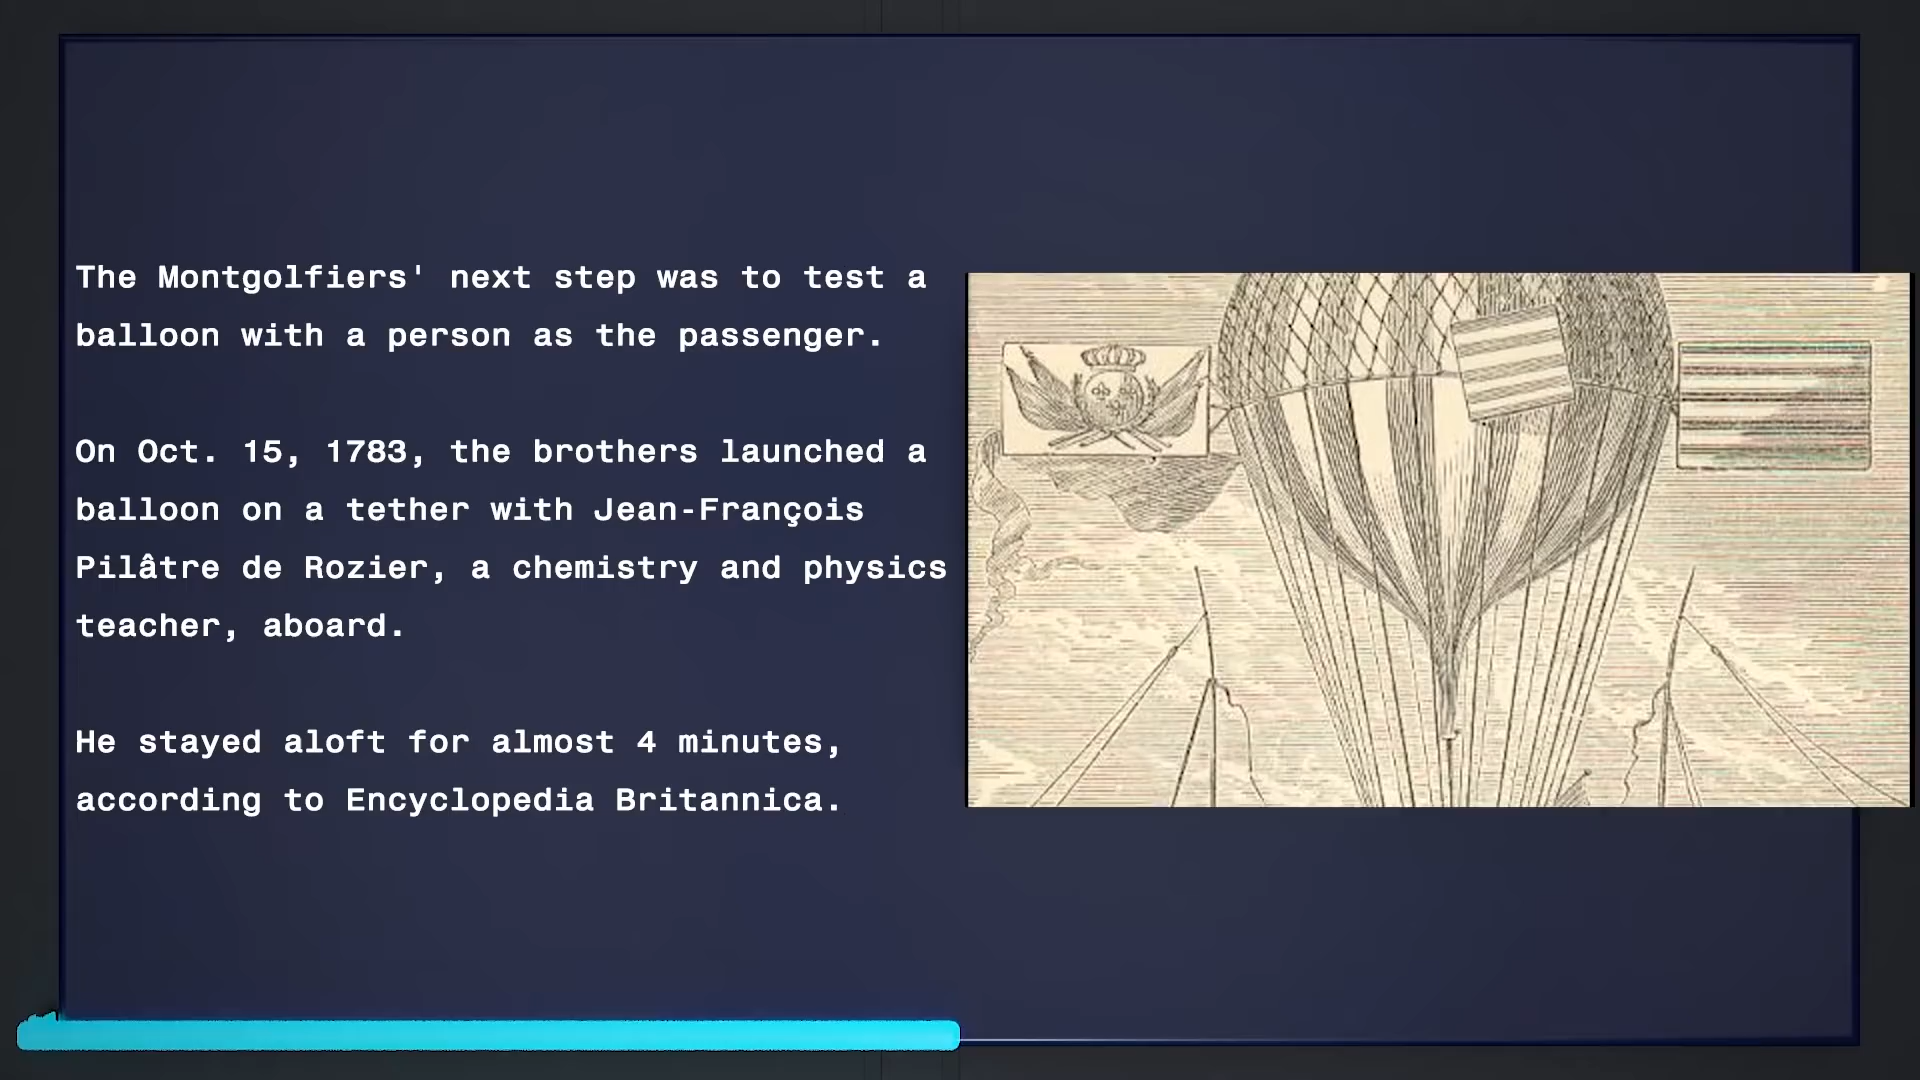 The Montgolfiers' next step was to test a
balloon with a person as the passenger.
On Oct. 15, 1783, the brothers launched a
balloon on a tether with Jean-François
Pilâtre de Rozier, a chemistry and physics
teacher, aboard.
He stayed aloft for almost 4 minutes,
according to Encyclopedia Britannica.